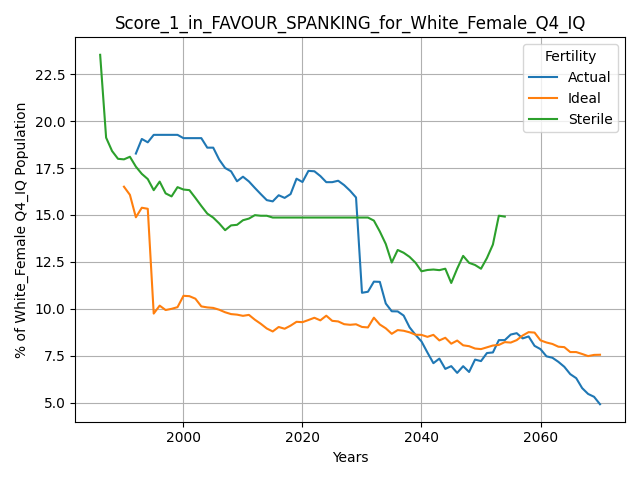 Score_1_in_FAVOUR_SPANKING_for_White_Female_Q4_IQ
Fertility
Actual
Ideal
Sterile
% of White_Female Q4_IQ Population
22.5
20.0
17.5
15.0
12.5
10.0
7.5
5.0
2000
2020
2040
2060
Years